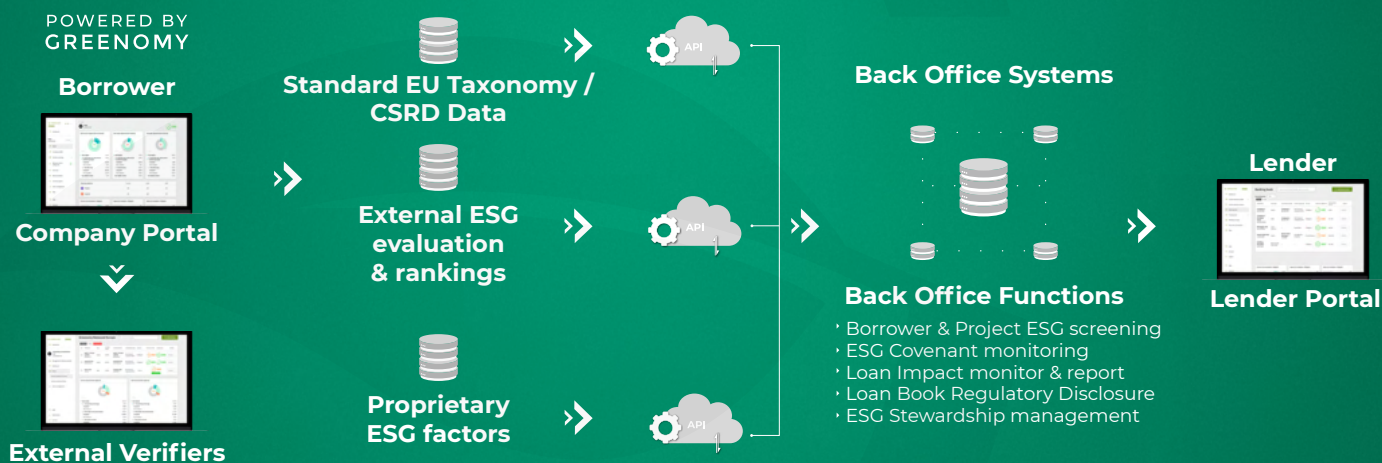 POWERED BY
GREENOMY
Borrower
Company Portal
External Verifiers
Standard EU Taxonomy /
CSRD Data
External ESG
evaluation
& rankings
Proprietary
ESG factors
API
API
API
Back Office Systems
Back Office Functions
Borrower & Project ESG screening
ESG Covenant monitoring
Loan Impact monitor & report
Loan Book Regulatory Disclosure
ESG Stewardship management
Lender
Lender Portal